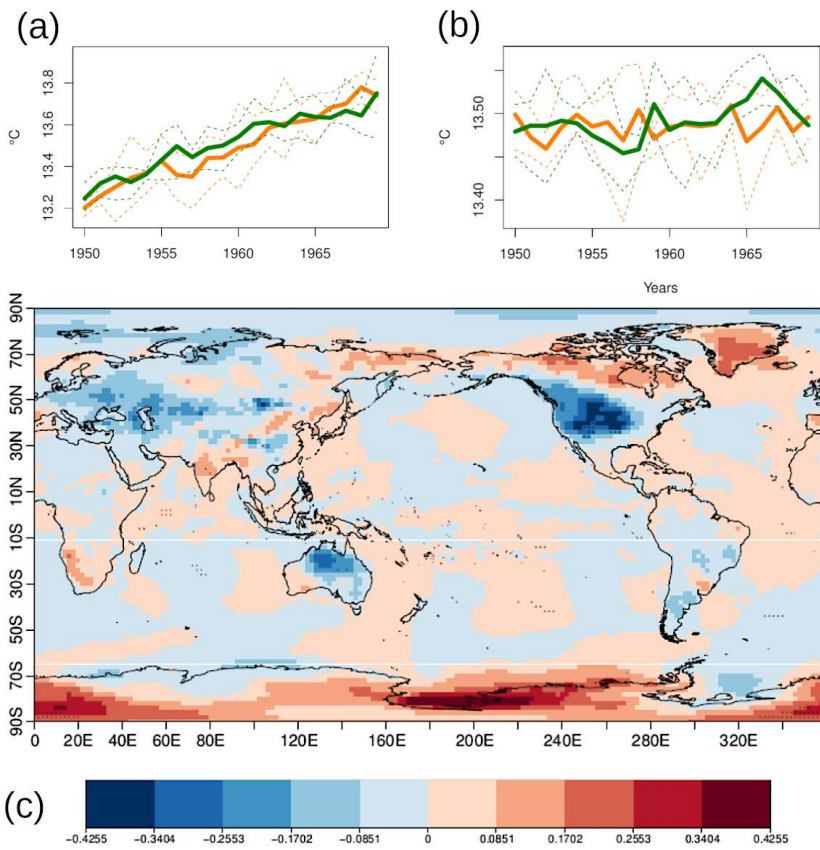 (a)
(b)
°C
13.8
13.6
13.4
13.2
1950
1955
1960
1965
°C
13.50
13.40
1950
1955
1960
1965
Years
90N
70N
50N
30N
10N
10S
30S
50S
70S
90S
0 20E 40E 60E 80E 120E 160E 200E 240E 280E 320E
(c)
−0.4255 −0.3404 −0.2553 −0.1702 −0.0851 0 0.0851 0.1702 0.2553 0.3404 0.4255